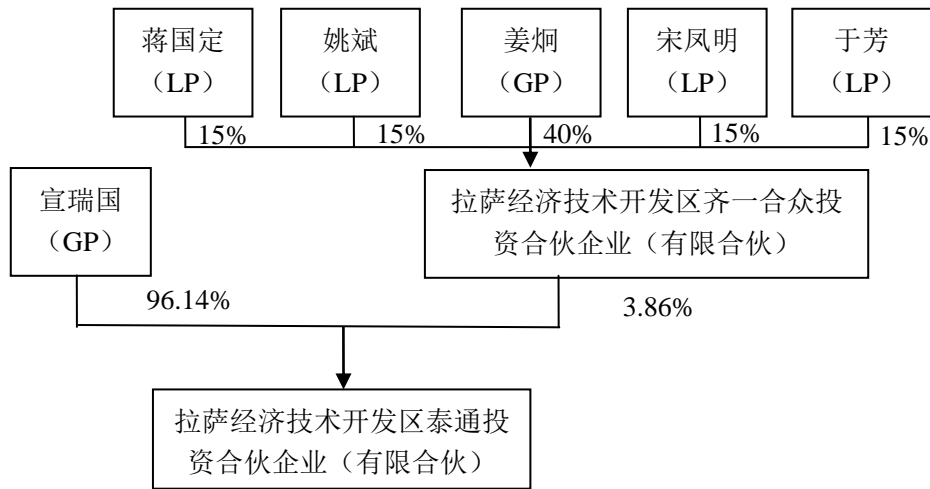 蒋国定
（LP）
姚斌
（LP）
姜炯
（GP）
宋凤明
（LP）
于芳
（LP）
15%
15%
40%
15%
15%
宣瑞国
（GP）
拉萨经济技术开发区齐一合众投
资合伙企业（有限合伙）
96.14%
3.86%
拉萨经济技术开发区泰通投
资合伙企业（有限合伙）